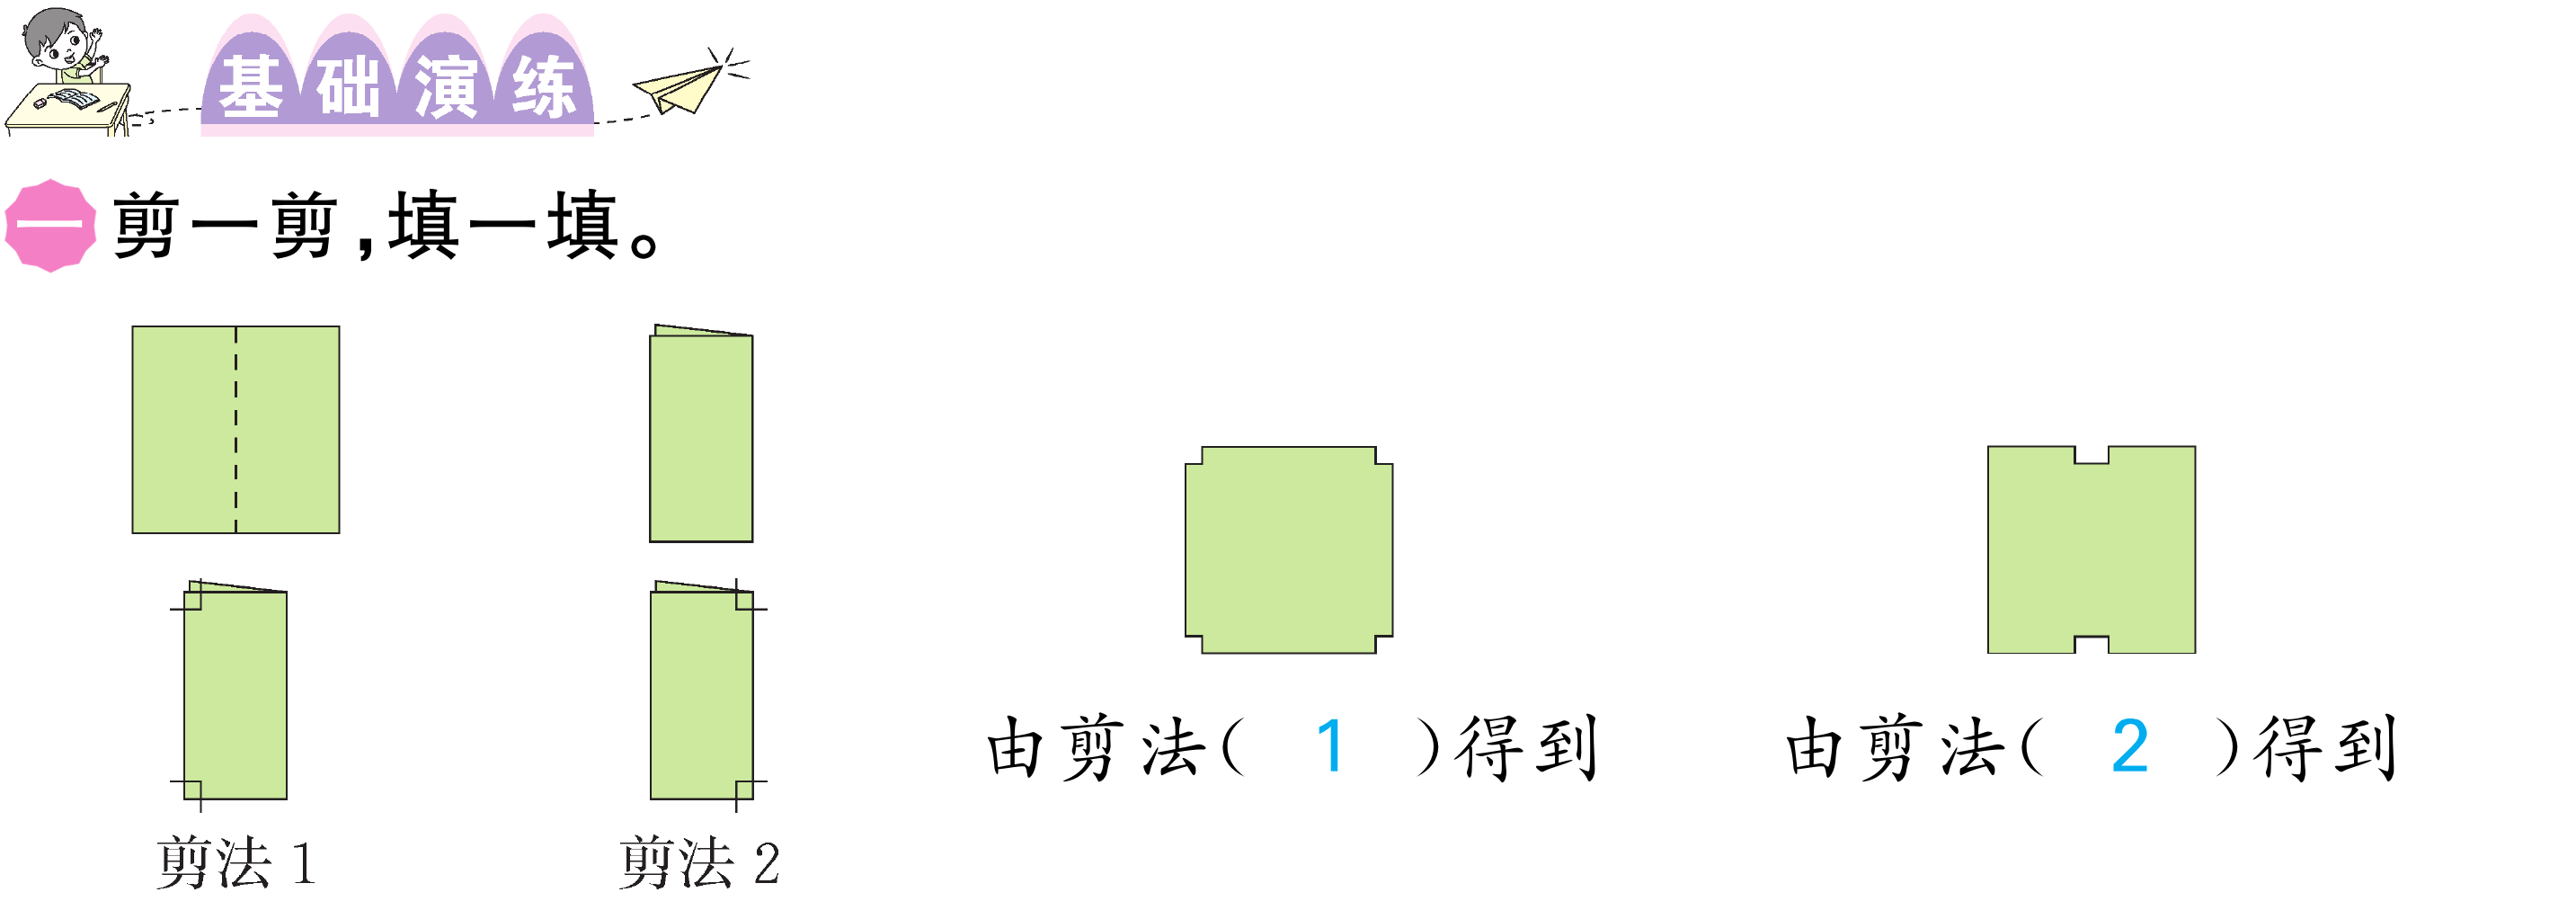 基础演练
一 剪一剪,填一填。
剪法1
剪法2
由剪法( 1 )得到
由剪法( 2 )得到